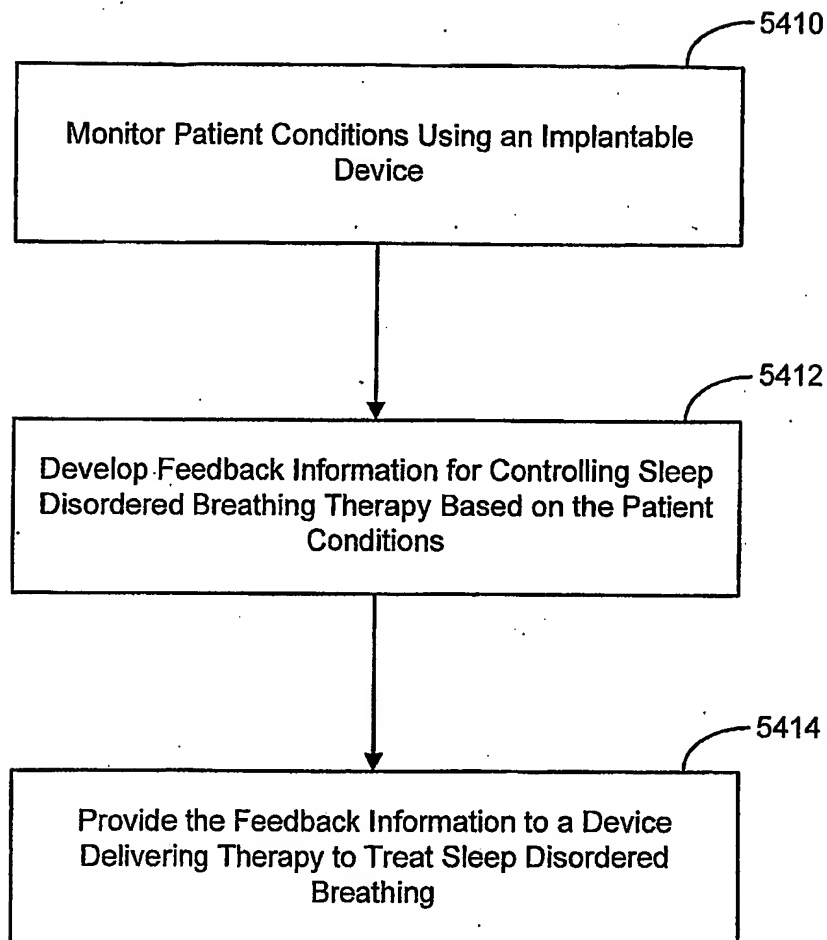 5410
Monitor Patient Conditions Using an Implantable
Device
5412
Develop Feedback Information for Controlling Sleep
Disordered Breathing Therapy Based on the Patient
Conditions
5414
Provide the Feedback Information to a Device
Delivering Therapy to Treat Sleep Disordered
Breathing